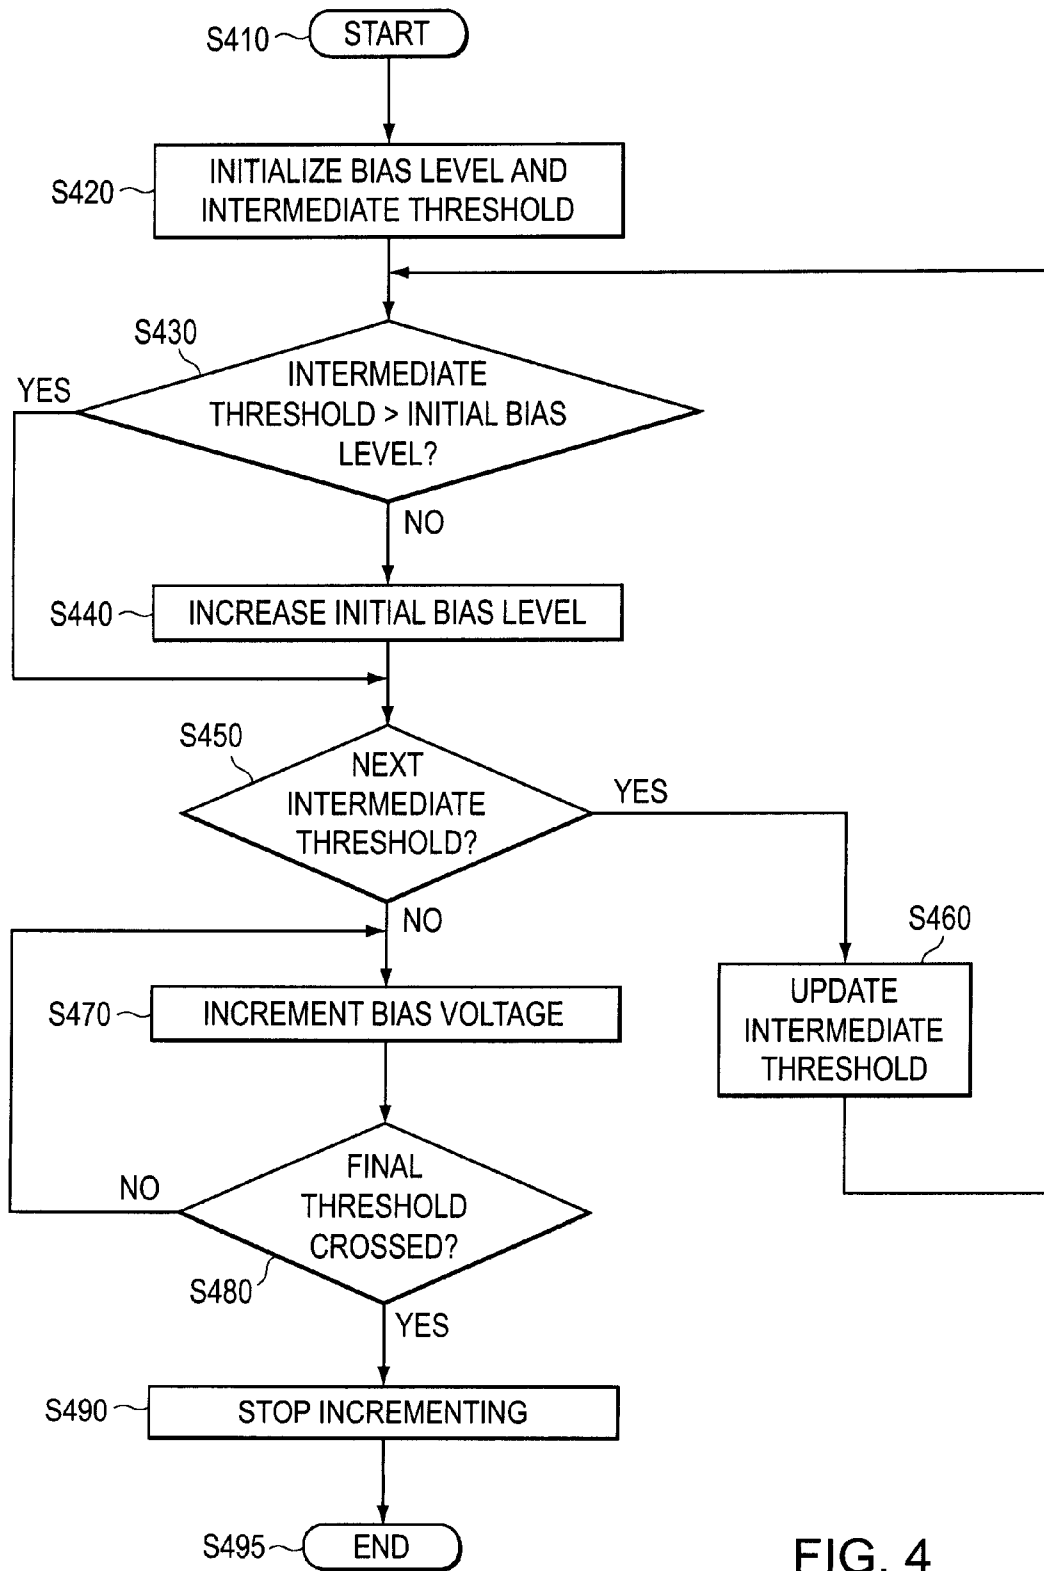 S410
START
S420
INITIALIZE BIAS LEVEL AND
INTERMEDIATE THRESHOLD
S430
YES
INTERMEDIATE
THRESHOLD > INITIAL BIAS
LEVEL?
NO
S440
INCREASE INITIAL BIAS LEVEL
S450
NEXT
INTERMEDIATE
THRESHOLD?
YES
NO
S460
UPDATE
INTERMEDIATE
THRESHOLD
S470
INCREMENT BIAS VOLTAGE
NO
FINAL
THRESHOLD
CROSSED?
S480
YES
S490
STOP INCREMENTING
S495
END
FIG. 4